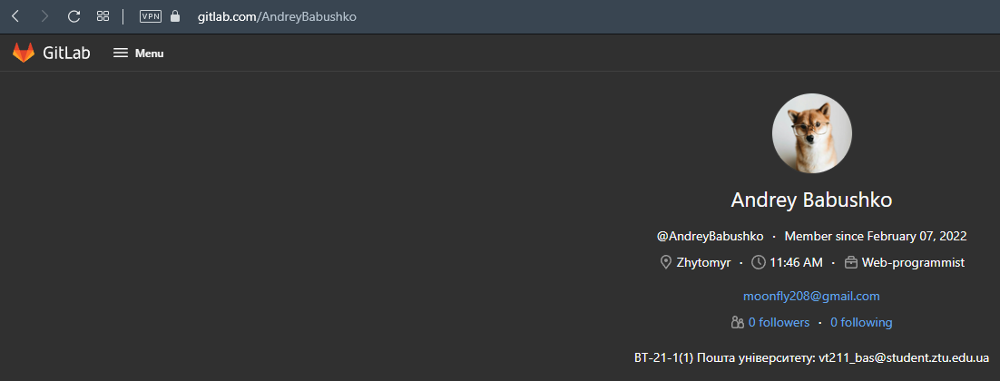 VPN gitlab.com/AndreyBabushko
GitLab Menu
Andrey Babushko
@AndreyBabushko · Member since February 07, 2022
Zhytomyr · 11:46 AM · Web-programmist
moonfly208@gmail.com
0 followers · 0 following
ВТ-21-1(1) Пошта університету: vt211_bas@student.ztu.edu.ua